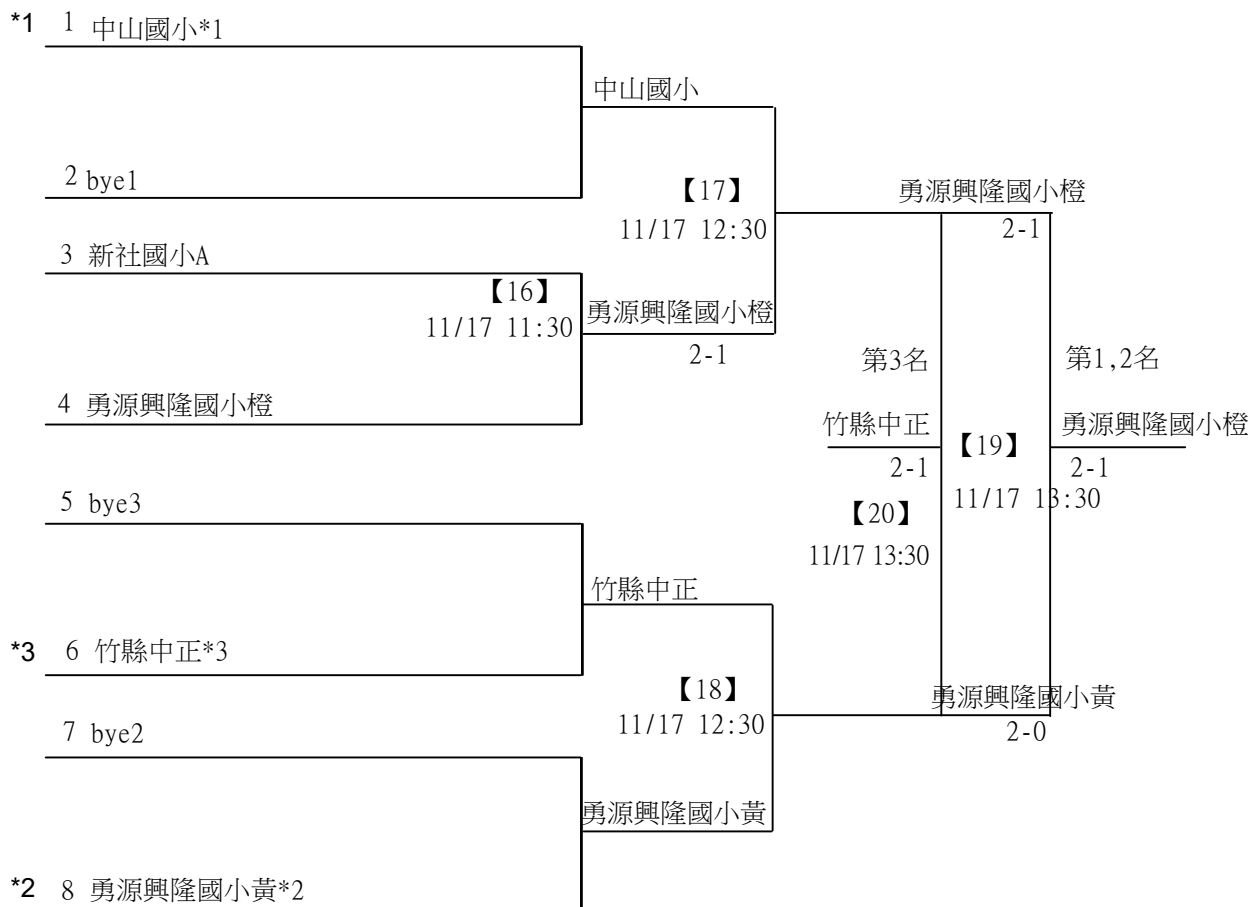 *1 1 中山國小*1
中山國小
2 bye1
【17】
11/17 12:30
勇源興隆國小橙
2-1
3 新社國小A
【16】
11/17 11:30
勇源興隆國小橙
2-1
第3名
第1,2名
4 勇源興隆國小橙
竹縣中正
2-1
【19】
11/17 13:30
勇源興隆國小橙
2-1
5 bye3
【20】
11/17 13:30
竹縣中正
*3 6 竹縣中正*3
【18】
11/17 12:30
勇源興隆國小黃
2-0
7 bye2
勇源興隆國小黃
*2 8 勇源興隆國小黃*2